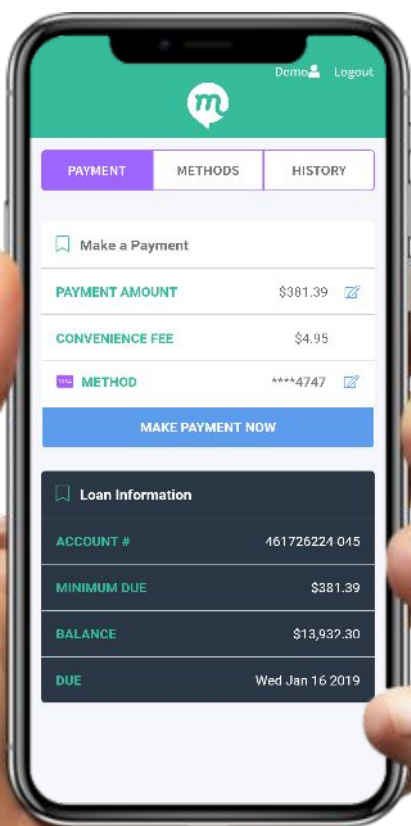 Demo Logout
m
PAYMENT METHODS HISTORY
Make a Payment
PAYMENT AMOUNT $381.39
CONVENIENCE FEE $4.95
VISA METHOD ****4747
MAKE PAYMENT NOW
Loan Information
ACCOUNT # 461726224 045
MINIMUM DUE $381.39
BALANCE $13,932.30
DUE Wed Jan 16 2019